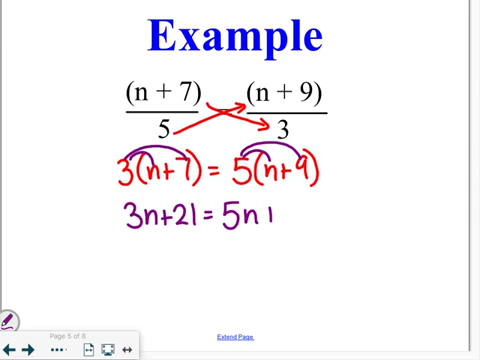 Example
(n + 7) = (n + 9)
5 3
3(n+7) = 5(n+9)
3n+21 = 5n
Page 5 of 8
Extend Page